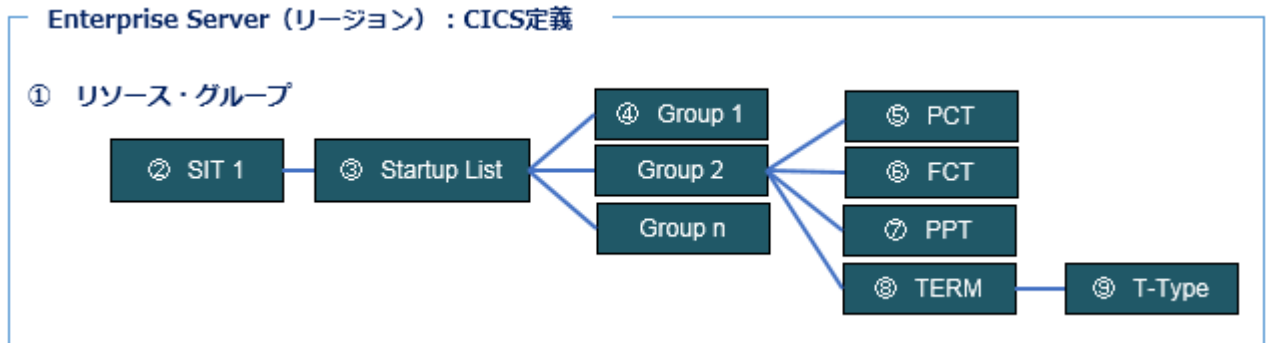 Enterprise Server（リージョン）：CICS定義
① リソース・グループ
② SIT 1
③ Startup List
④ Group 1
Group 2
Group n
⑤ PCT
⑥ FCT
⑦ PPT
⑧ TERM
⑨ T-Type